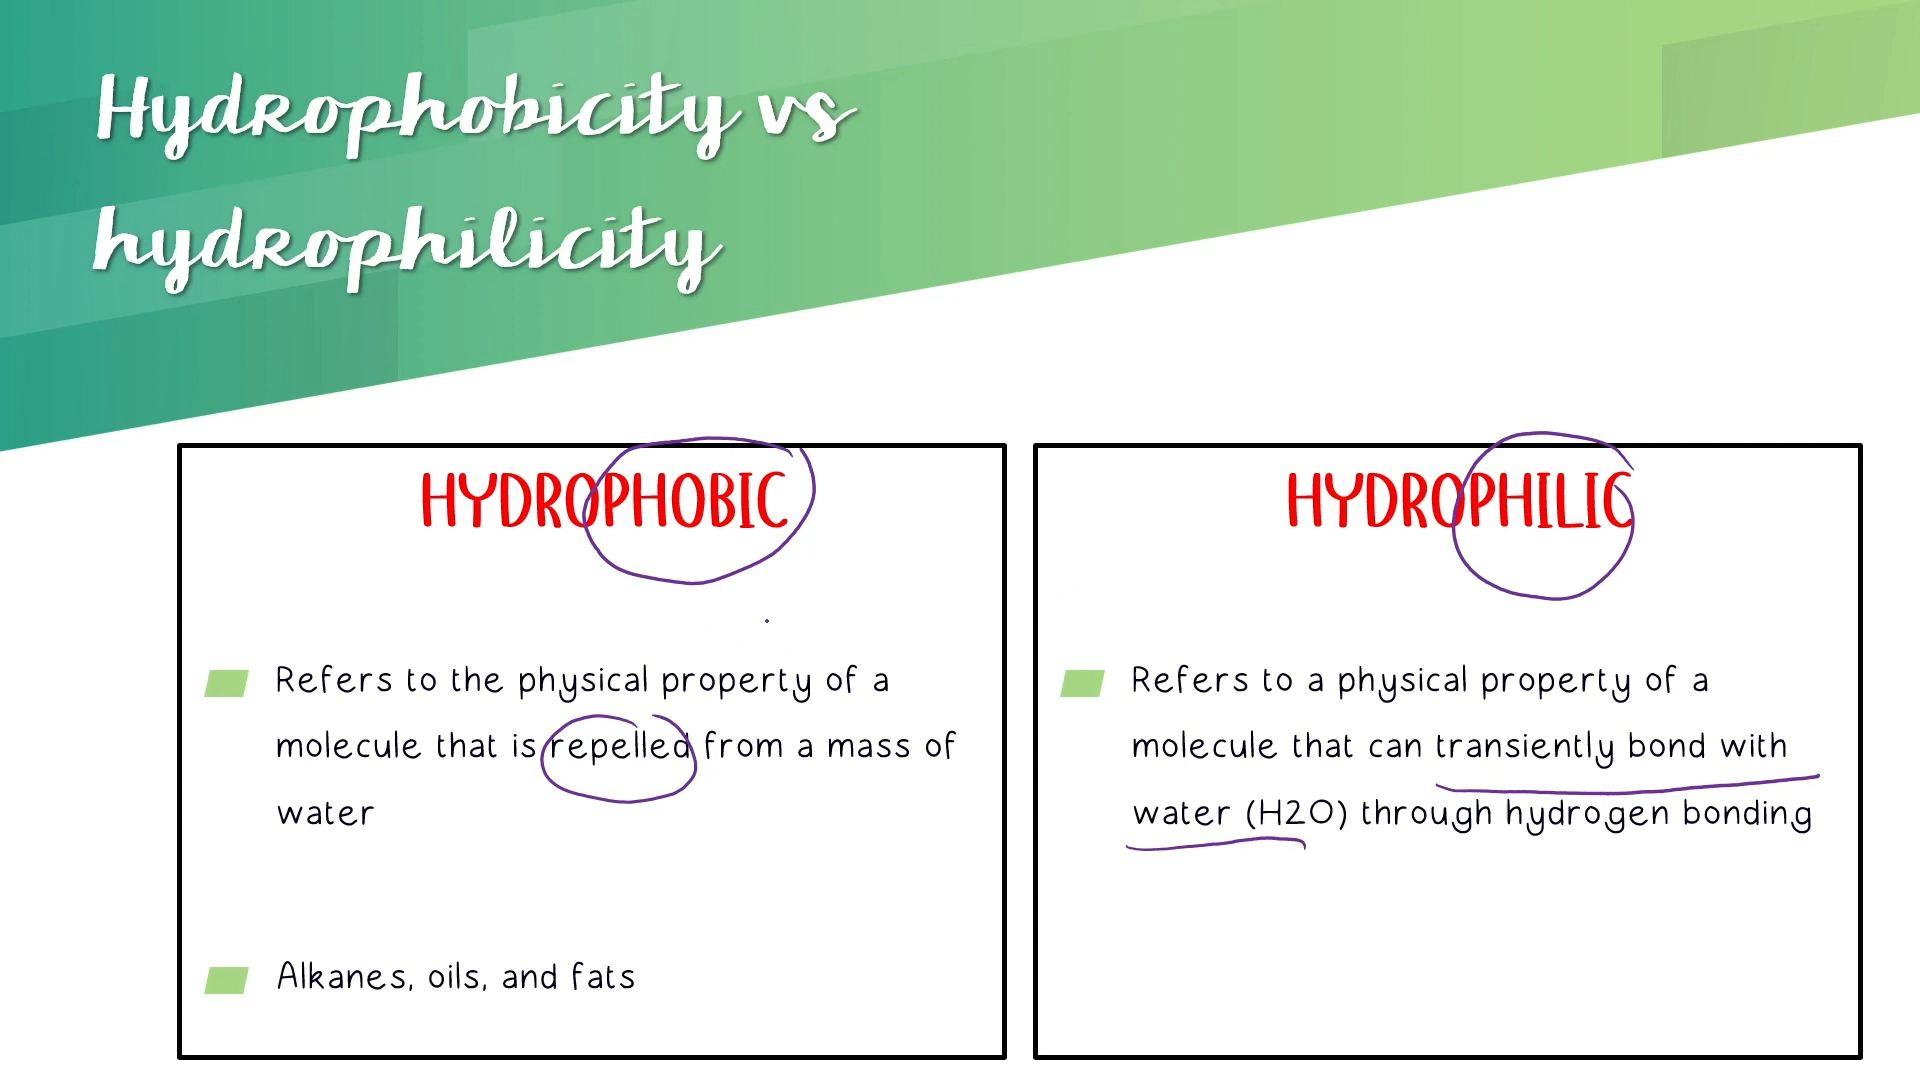 Hydrophobicity vs
hydrophilicity
HYDROPHOBIC
Refers to the physical property of a
molecule that is repelled from a mass of
water
Alkanes, oils, and fats
HYDROPHILIC
Refers to a physical property of a
molecule that can transiently bond with
water (H2O) through hydrogen bonding